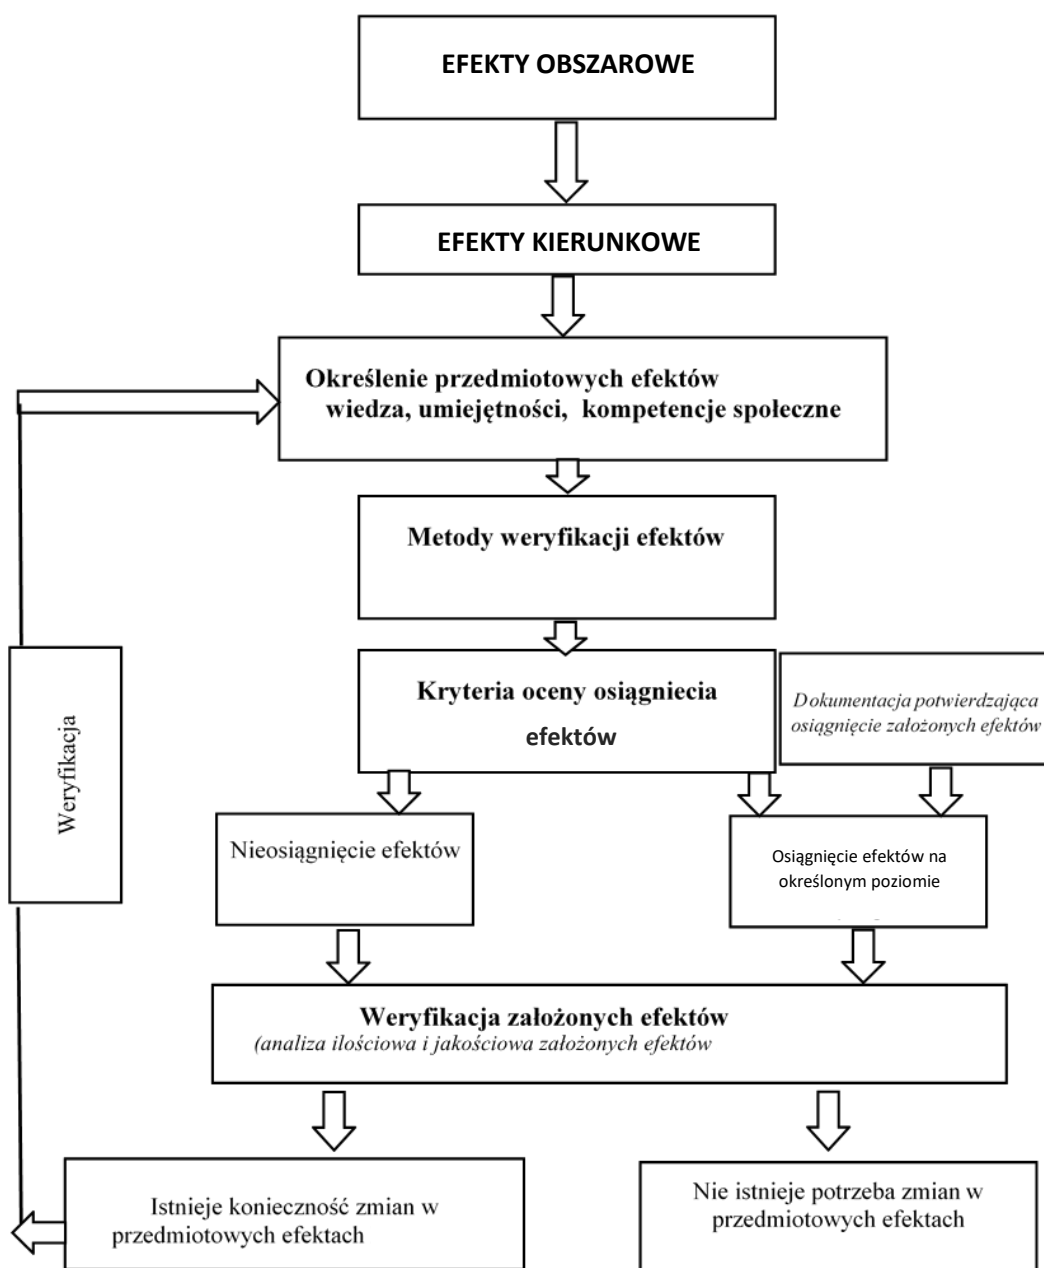 EFEKTY OBSZAROWE
EFEKTY KIERUNKOWE
Określenie przedmiotowych efektów
wiedza, umiejętności, kompetencje społeczne
Metody weryfikacji efektów
Kryteria oceny osiągniecia
efektów
Dokumentacja potwierdzająca
osiągnięcie założonych efektów
Weryfikacja
Nieosiągnięcie efektów
Osiągnięcie efektów na
określonym poziomie
Weryfikacja założonych efektów
(analiza ilościowa i jakościowa założonych efektów
Istnieje konieczność zmian w
przedmiotowych efektach
Nie istnieje potrzeba zmian w
przedmiotowych efektach